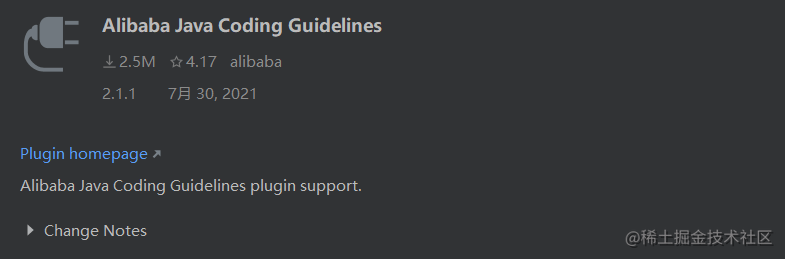 Alibaba Java Coding Guidelines
2.5M 4.17 alibaba
2.1.1 7月 30, 2021
Plugin homepage
Alibaba Java Coding Guidelines plugin support.
Change Notes
@稀土掘金技术社区